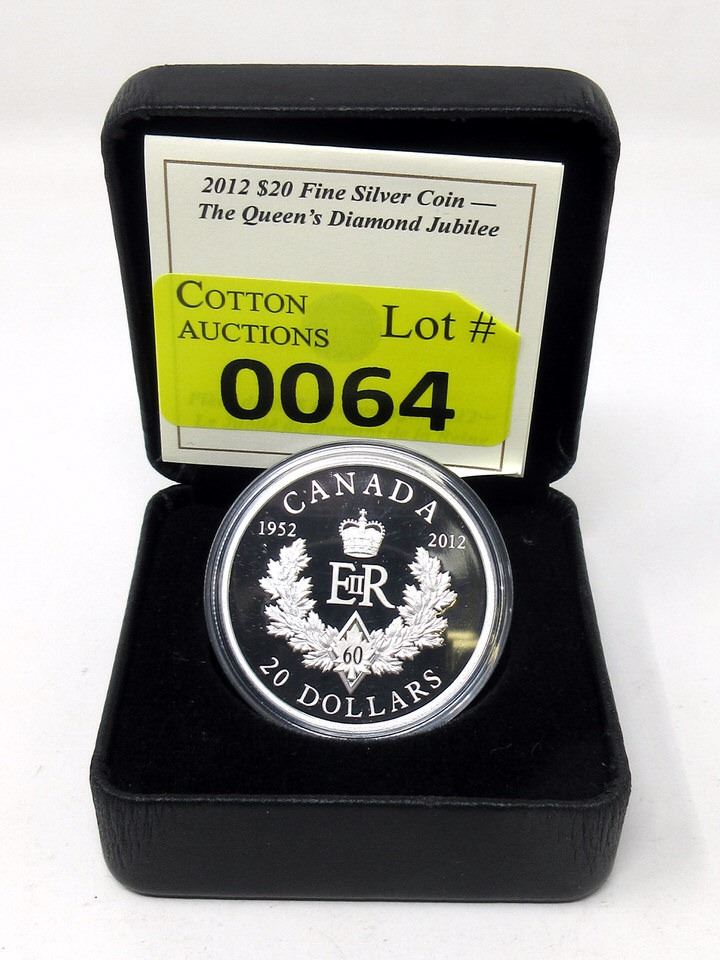 2012 $20 Fine Silver Coin —
The Queen's Diamond Jubilee
COTTON
AUCTIONS
Lot #
0064
CANADA
1952
2012
EIIR
60
20 DOLLARS